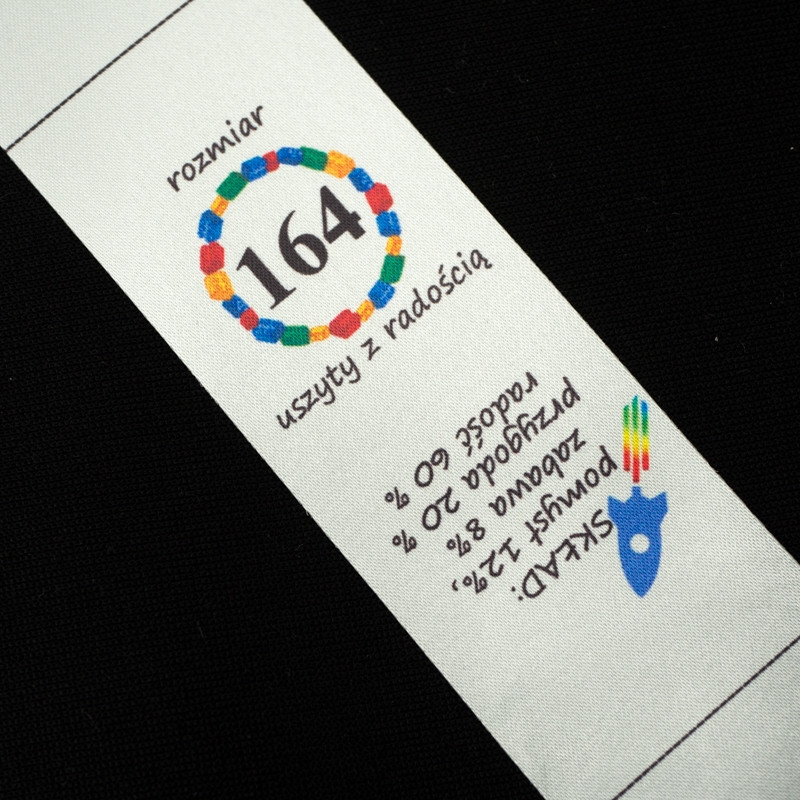 rozmiar
164
uszyty z radością
SKŁAD:
pomysł 12%,
zabawa 8%
przygoda 20 %
radość 60 %